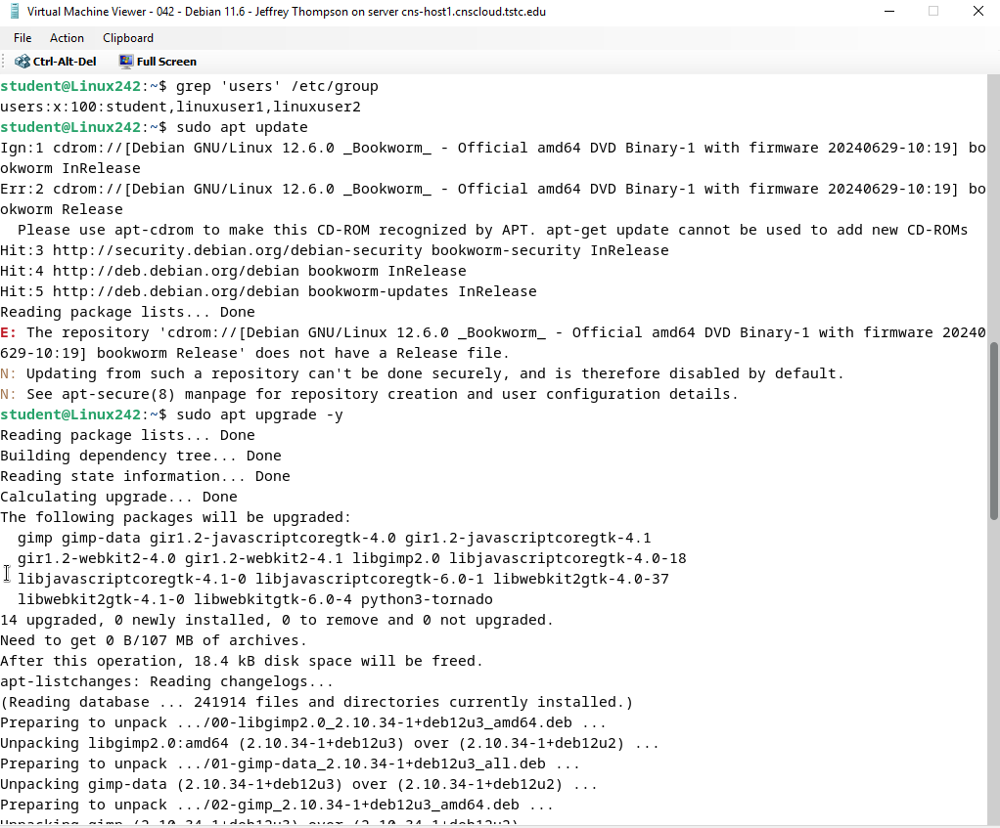 Virtual Machine Viewer - 042 - Debian 11.6 - Jeffrey Thompson on server cns-host1.cnscloud.tstc.edu
File Action Clipboard
Ctrl-Alt-Del Full Screen
student@Linux242:~$ grep 'users' /etc/group
users:x:100:student,linuxuser1,linuxuser2
student@Linux242:~$ sudo apt update
Ign:1 cdrom://[Debian GNU/Linux 12.6.0 _Bookworm_ - Official amd64 DVD Binary-1 with firmware 20240629-10:19] bo
okworm InRelease
Err:2 cdrom://[Debian GNU/Linux 12.6.0 _Bookworm_ - Official amd64 DVD Binary-1 with firmware 20240629-10:19] bo
okworm Release
  Please use apt-cdrom to make this CD-ROM recognized by APT. apt-get update cannot be used to add new CD-ROMs
Hit:3 http://security.debian.org/debian-security bookworm-security InRelease
Hit:4 http://deb.debian.org/debian bookworm InRelease
Hit:5 http://deb.debian.org/debian bookworm-updates InRelease
Reading package lists... Done
E: The repository 'cdrom://[Debian GNU/Linux 12.6.0 _Bookworm_ - Official amd64 DVD Binary-1 with firmware 20240
629-10:19] bookworm Release' does not have a Release file.
N: Updating from such a repository can't be done securely, and is therefore disabled by default.
N: See apt-secure(8) manpage for repository creation and user configuration details.
student@Linux242:~$ sudo apt upgrade -y
Reading package lists... Done
Building dependency tree... Done
Reading state information... Done
Calculating upgrade... Done
The following packages will be upgraded:
  gimp gimp-data gir1.2-javascriptcoregtk-4.0 gir1.2-javascriptcoregtk-4.1
  gir1.2-webkit2-4.0 gir1.2-webkit2-4.1 libgimp2.0 libjavascriptcoregtk-4.0-18
  libjavascriptcoregtk-4.1-0 libjavascriptcoregtk-6.0-1 libwebkit2gtk-4.0-37
  libwebkit2gtk-4.1-0 libwebkitgtk-6.0-4 python3-tornado
14 upgraded, 0 newly installed, 0 to remove and 0 not upgraded.
Need to get 0 B/107 MB of archives.
After this operation, 18.4 kB disk space will be freed.
apt-listchanges: Reading changelogs...
(Reading database ... 241914 files and directories currently installed.)
Preparing to unpack .../00-libgimp2.0_2.10.34-1+deb12u3_amd64.deb ...
Unpacking libgimp2.0:amd64 (2.10.34-1+deb12u3) over (2.10.34-1+deb12u2) ...
Preparing to unpack .../01-gimp-data_2.10.34-1+deb12u3_all.deb ...
Unpacking gimp-data (2.10.34-1+deb12u3) over (2.10.34-1+deb12u2) ...
Preparing to unpack .../02-gimp_2.10.34-1+deb12u3_amd64.deb ...
Unpacking gimp (2.10.34-1+deb12u3) over (2.10.34-1+deb12u2) ...